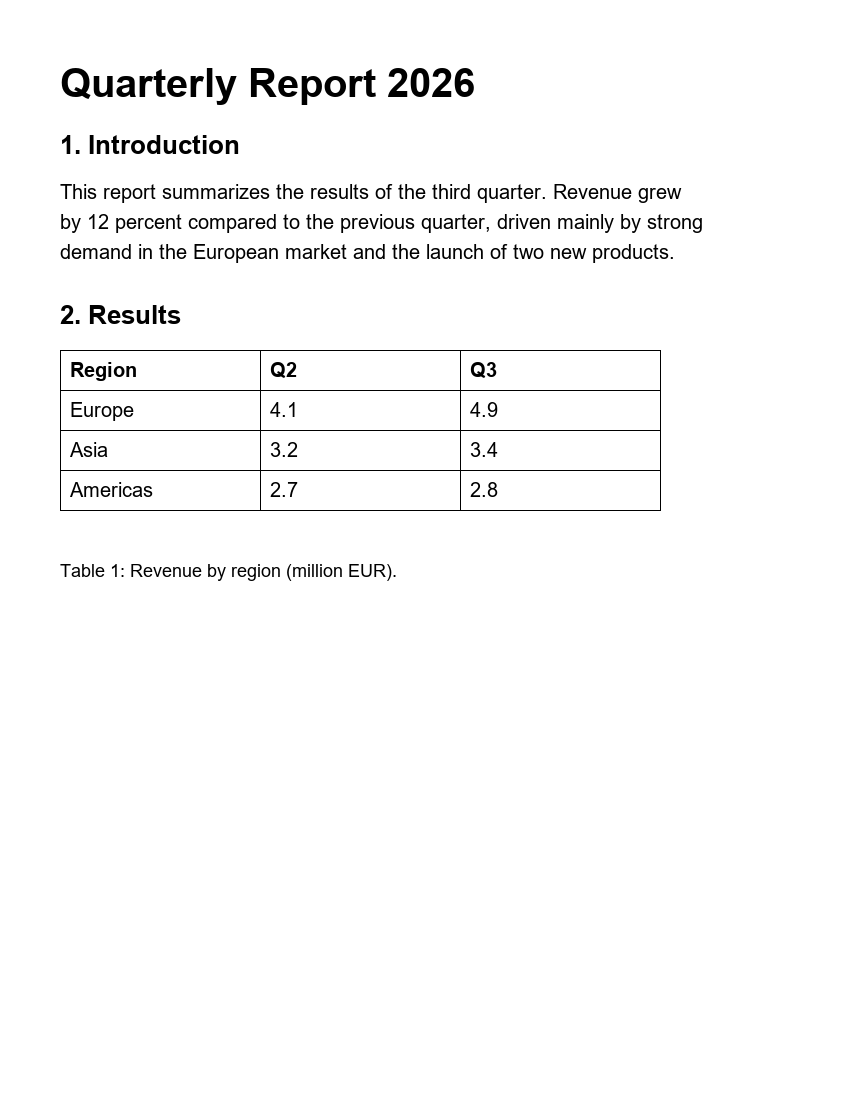 Quarterly Report 2026
1. Introduction
This report summarizes the results of the third quarter. Revenue grew
by 12 percent compared to the previous quarter, driven mainly by strong
demand in the European market and the launch of two new products.
2. Results
Region Q2 Q3
Europe 4.1 4.9
Asia 3.2 3.4
Americas 2.7 2.8
Table 1: Revenue by region (million EUR).